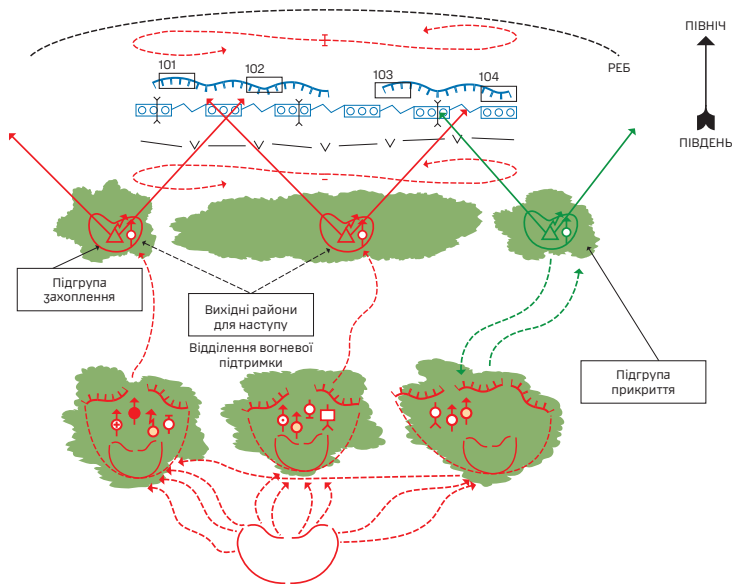 ПІВНІЧ
РЕБ
101
102
103
104
ПІВДЕНЬ
Підгрупа
захоплення
Вихідні райони
для наступу
Відділення вогневої
підтримки
Підгрупа
прикриття